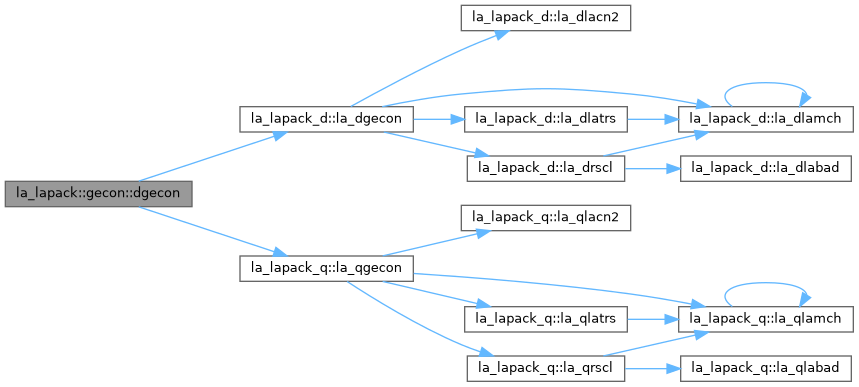 la_lapack_d::la_dlacn2
la_lapack_d::la_dgecon
la_lapack_d::la_dlatrs
la_lapack_d::la_dlamch
la_lapack_d::la_drscl
la_lapack_d::la_dlabad
la_lapack::gecon::dgecon
la_lapack_q::la_qlacn2
la_lapack_q::la_qgecon
la_lapack_q::la_qlatrs
la_lapack_q::la_qlamch
la_lapack_q::la_qrscl
la_lapack_q::la_qlabad